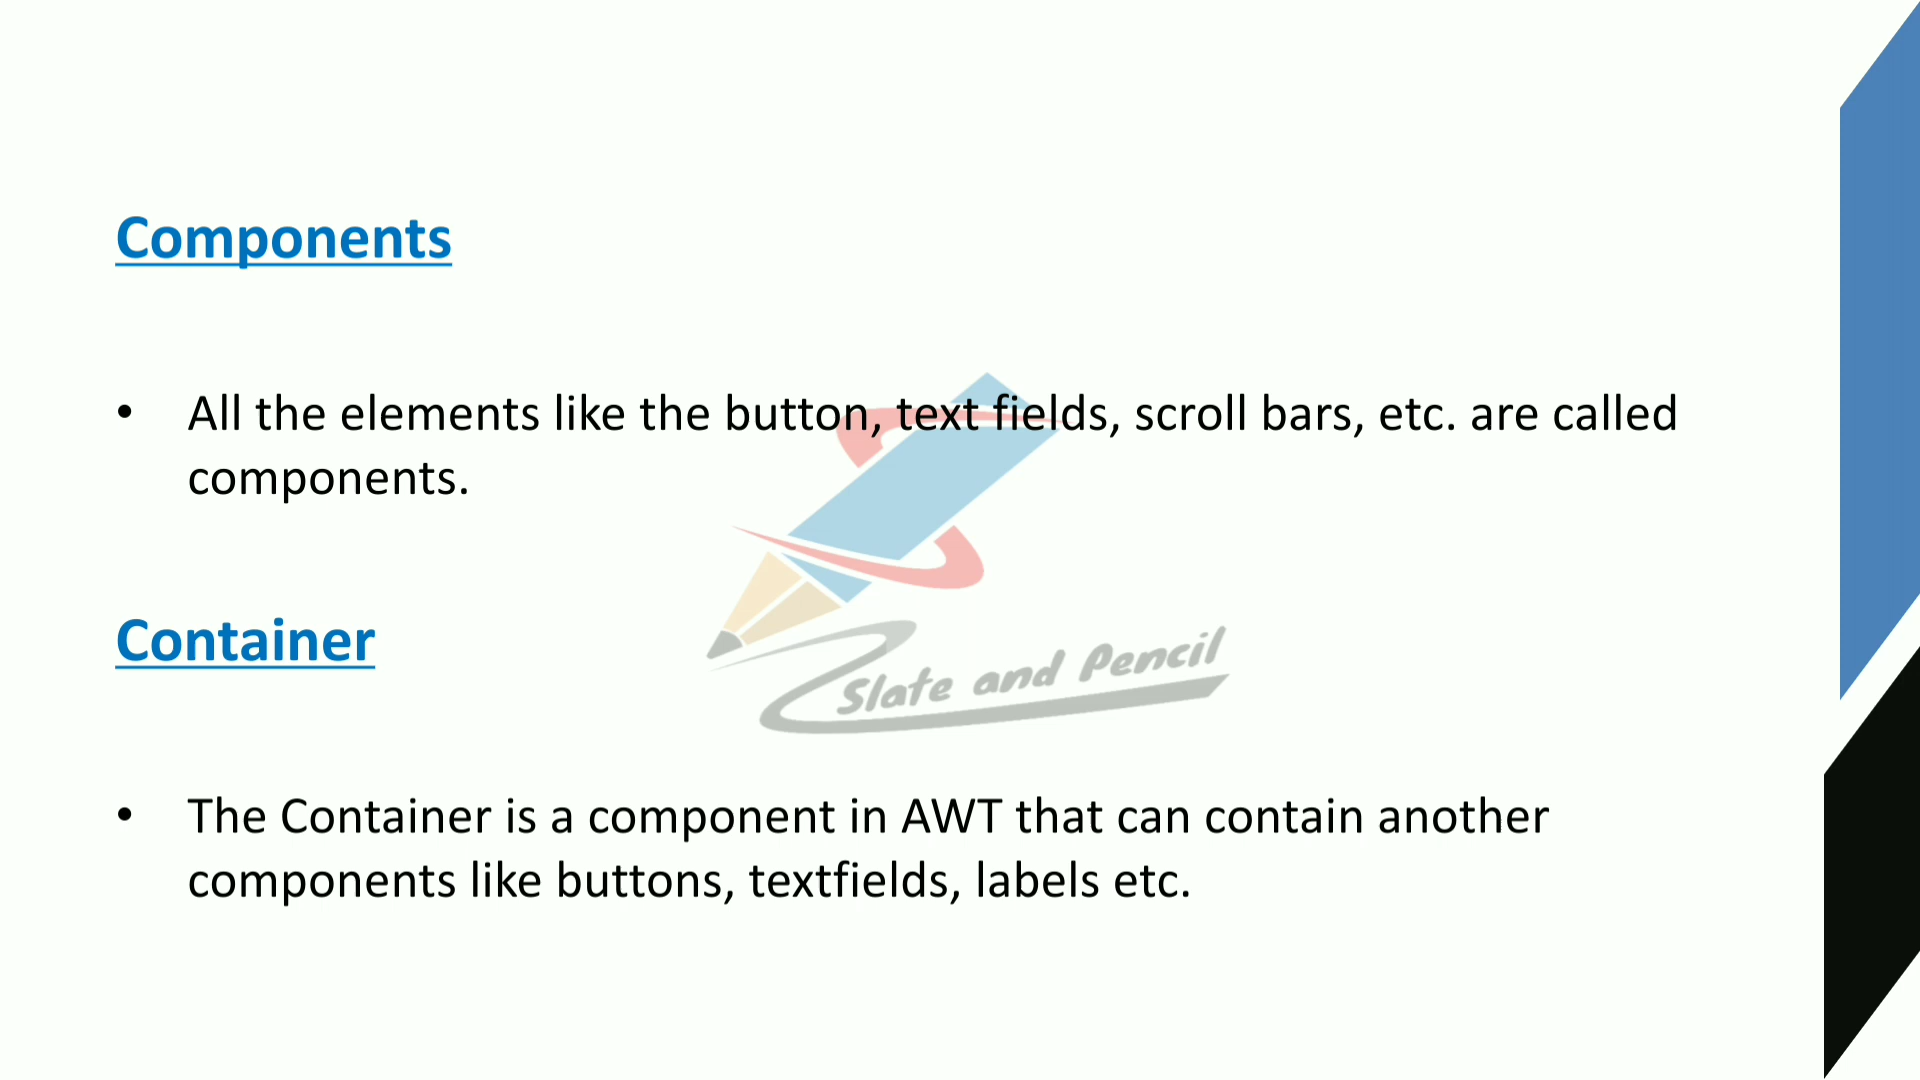 Components
• All the elements like the button, text fields, scroll bars, etc. are called
components.
Slate and Pencil
Container
• The Container is a component in AWT that can contain another
components like buttons, textfields, labels etc.